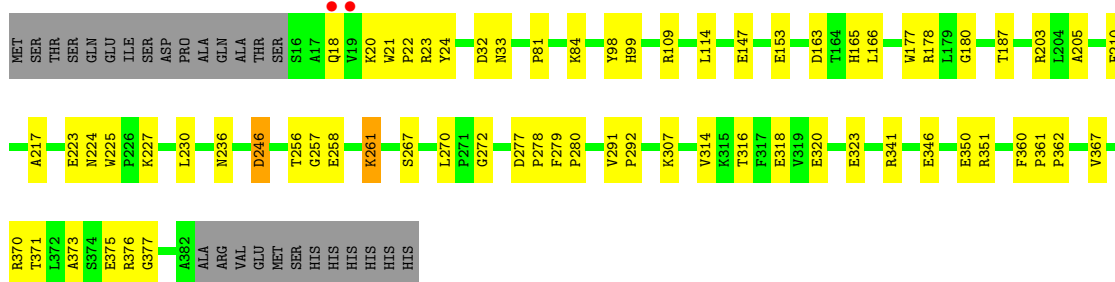 MET SER THR SER GLN GLU ILE SER ASP PRO ALA GLN ALA ALA THR SER S16 A17 Q18 V19 K20 W21 P22 R23 Y24 D32 N33 P81 K84 Y98 H99 R109 L114 E147 E153 D163 T164 H165 L166 W177 R178 L179 G180 T187 R203 L204 A205
A217 E223 N224 W225 P226 K227 L230 N236 D246 T256 G257 E258 K261 S267 L270 P271 G272 D277 P278 F279 P280 V291 P292 K307 V314 K315 T316 F317 E318 V319 E320 E323 R341 E346 E350 R351 F360 P361 P362 V367
R370 T371 L372 A373 S374 E375 R376 G377 A382 ALA ARG VAL GLU MET SER HIS HIS HIS HIS HIS HIS